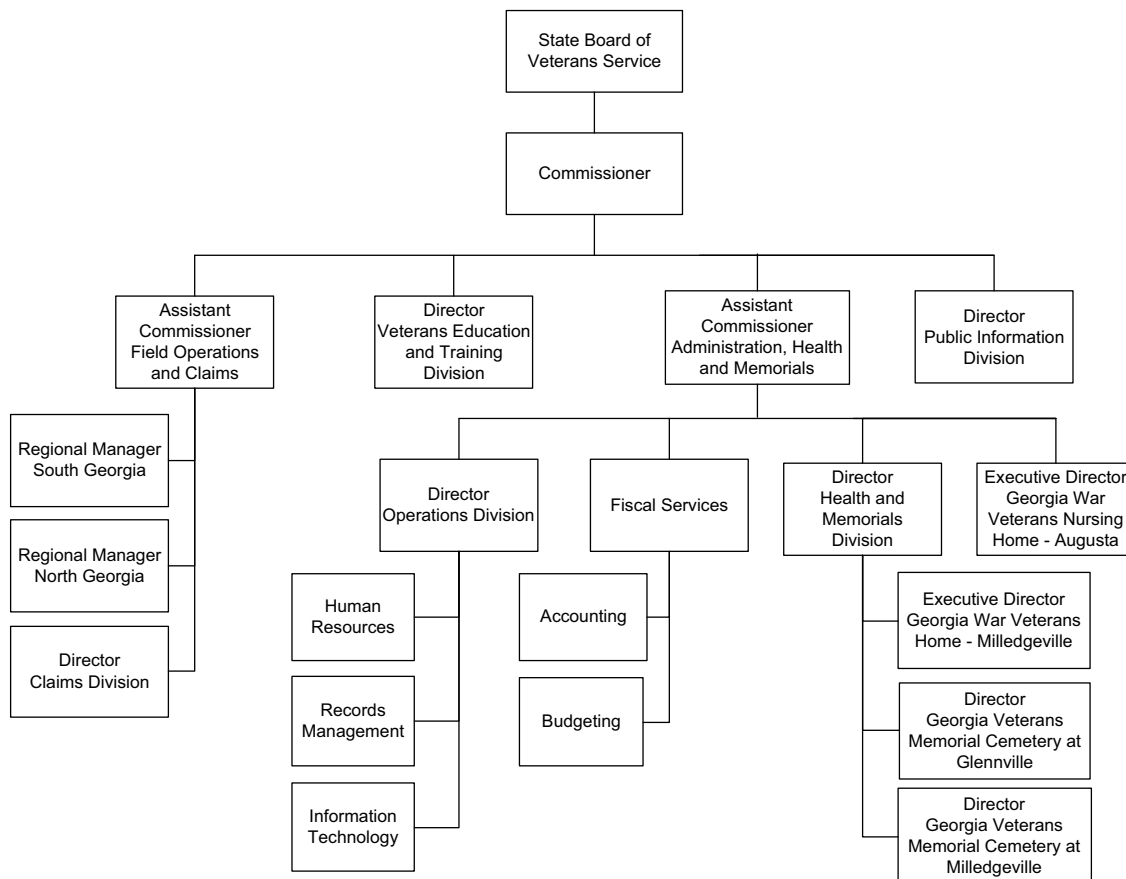 State Board of
Veterans Service
Commissioner
Assistant
Commissioner
Field Operations
and Claims
Director
Veterans Education
and Training
Division
Assistant
Commissioner
Administration, Health
and Memorials
Director
Public Information
Division
Regional Manager
South Georgia
Regional Manager
North Georgia
Director
Claims Division
Director
Operations Division
Fiscal Services
Director
Health and
Memorials
Division
Executive Director
Georgia War
Veterans Nursing
Home - Augusta
Human
Resources
Records
Management
Information
Technology
Accounting
Budgeting
Executive Director
Georgia War Veterans
Home - Milledgeville
Director
Georgia Veterans
Memorial Cemetery at
Glennville
Director
Georgia Veterans
Memorial Cemetery at
Milledgeville